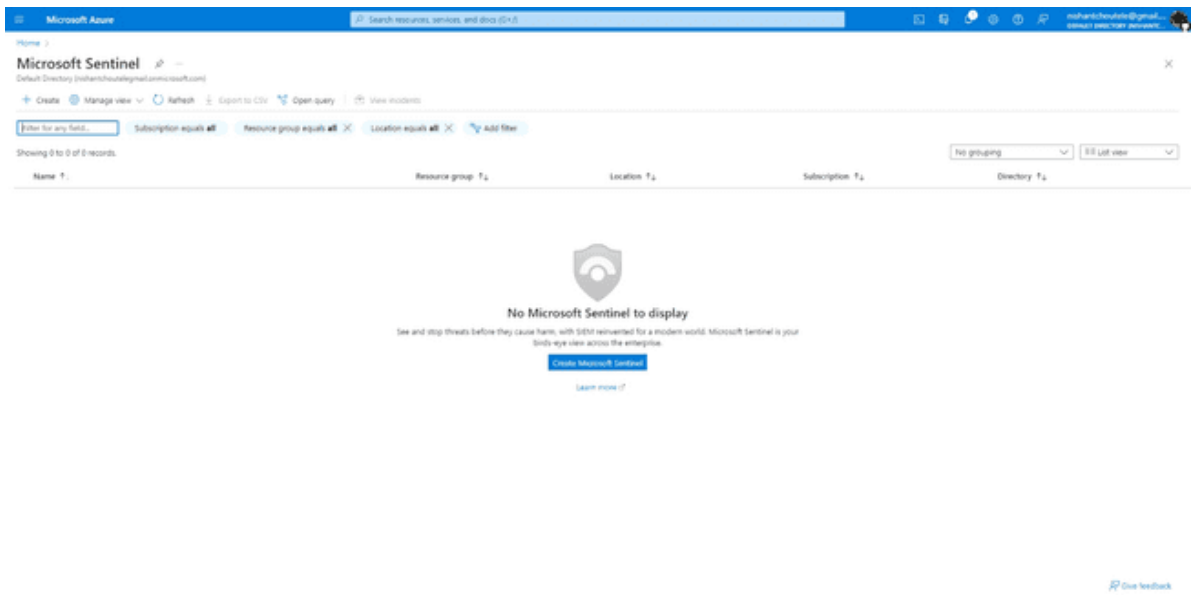 Microsoft Azure
Search resources, services, and docs (G+/)
Home >
Microsoft Sentinel
+ Create Manage view Refresh Export to CSV Open query View incidents
Filter for any field... Subscription equals all Resource group equals all Location equals all Add filter
Showing 0 to 0 of 0 records.
No grouping List view
Name Resource group Location Subscription Directory
No Microsoft Sentinel to display
See and stop threats before they cause harm, with SIEM reinvented for a modern world. Microsoft Sentinel is your
birds-eye view across the enterprise.
Create Microsoft Sentinel
Learn more
Give feedback